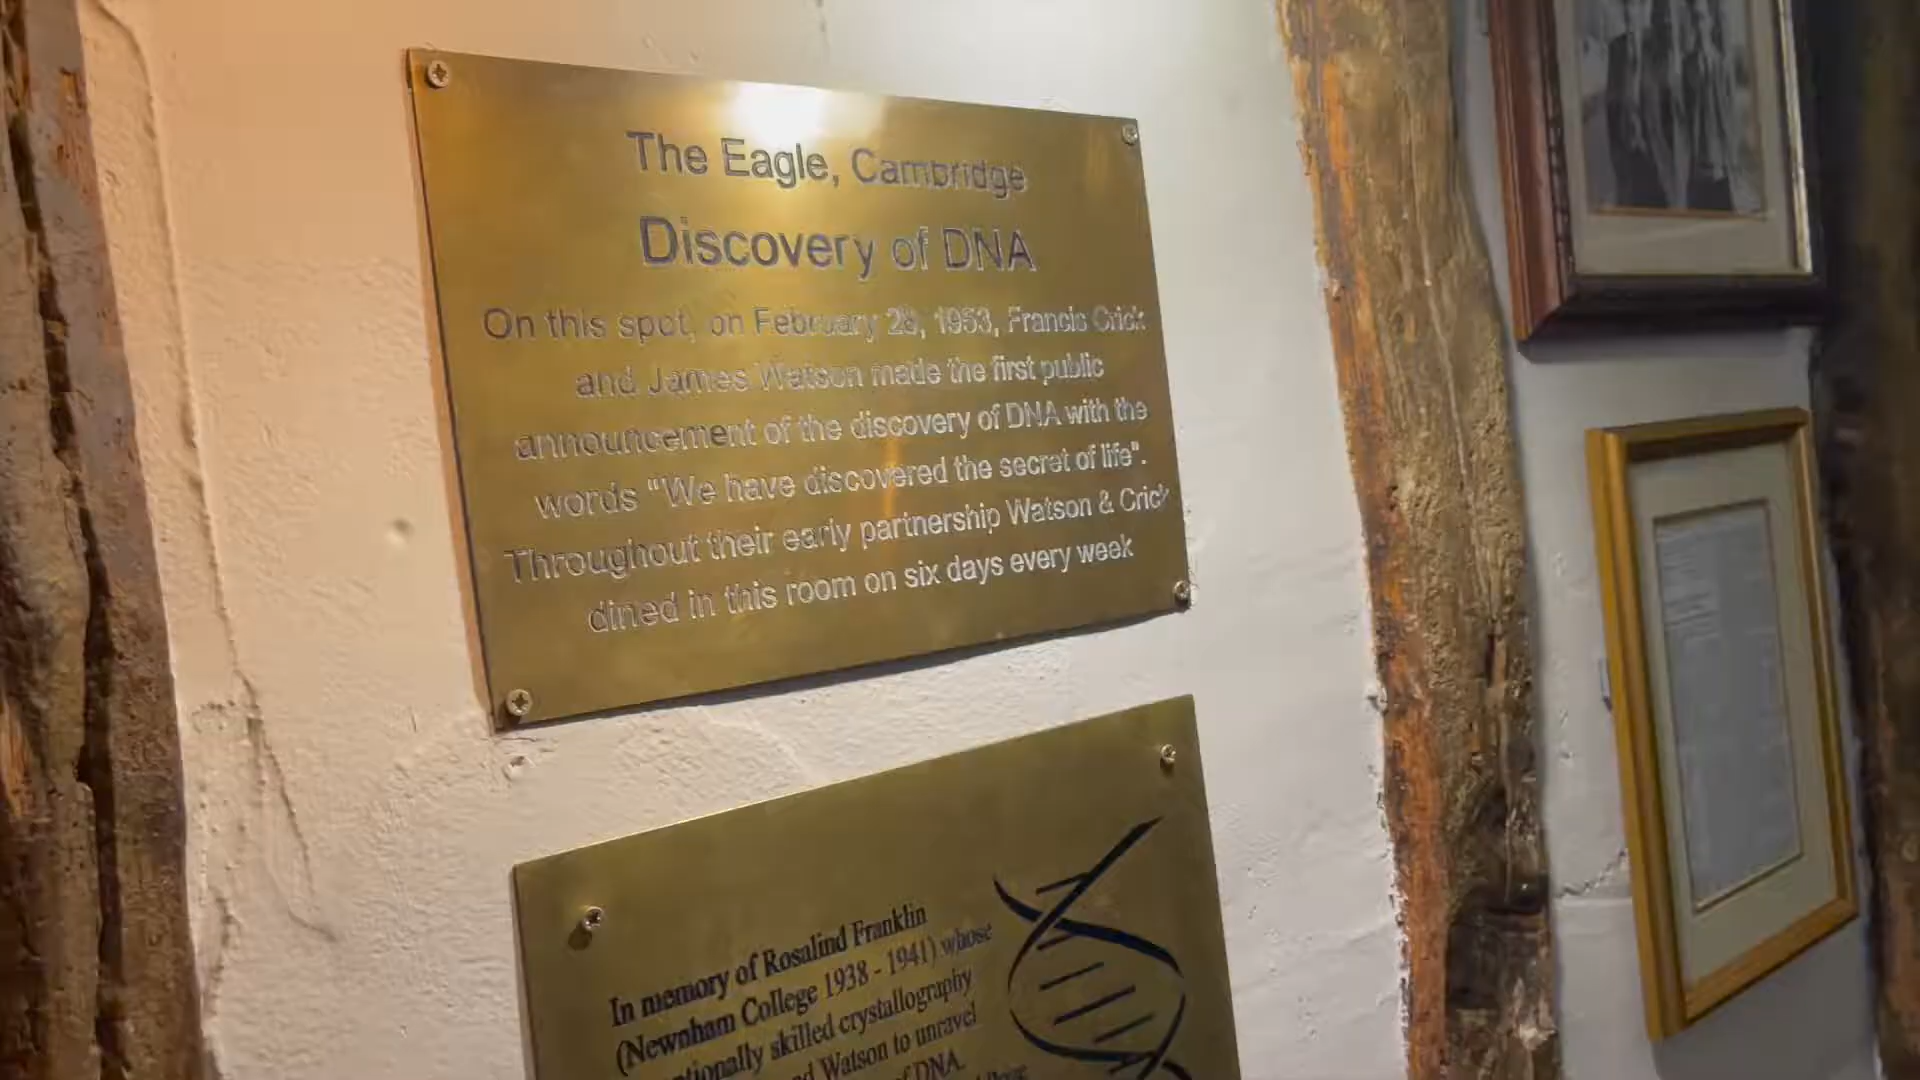 The Eagle, Cambridge
Discovery of DNA
On this spot, on February 28, 1953, Francis Crick
and James Watson made the first public
announcement of the discovery of DNA with the
words "We have discovered the secret of life".
Throughout their early partnership Watson & Crick
dined in this room on six days every week
In memory of Rosalind Franklin
(Newnham College 1938 - 1941) whose
tionally skilled crystallography
d Watson to unravel
of DNA.